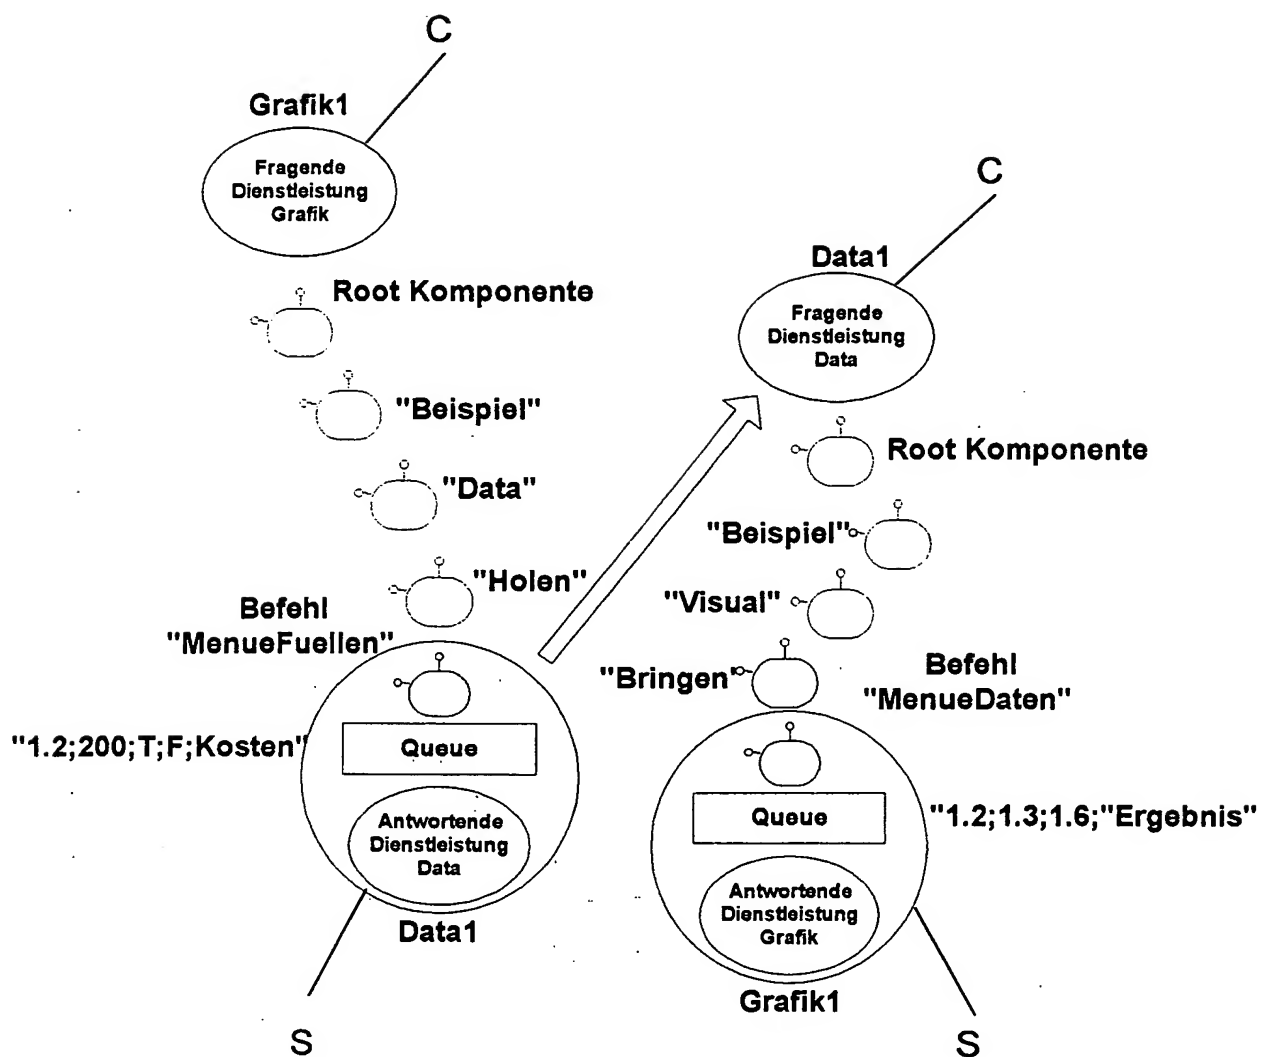 C
Grafik1
Fragende
Dienstleistung
Grafik
Root Komponente
"Beispiel"
"Data"
"Holen"
Befehl
"MenueFuellen"
"1.2;200;T;F;Kosten"
Queue
Antwortende
Dienstleistung
Data
Data1
S
C
Data1
Fragende
Dienstleistung
Data
Root Komponente
"Beispiel"
"Visual"
"Bringen"
Befehl
"MenueDaten"
Queue
"1.2;1.3;1.6;"Ergebnis"
Antwortende
Dienstleistung
Grafik
Grafik1
S